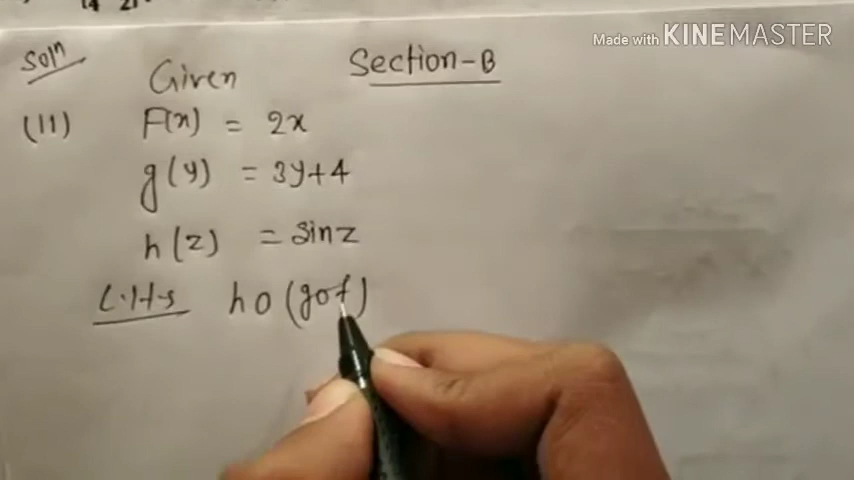 Made with KINEMASTER
Soln Given Section-B
(11) F(x) = 2x
g(y) = 3y+4
h(z) = sinz
L.H.s ho(gof)